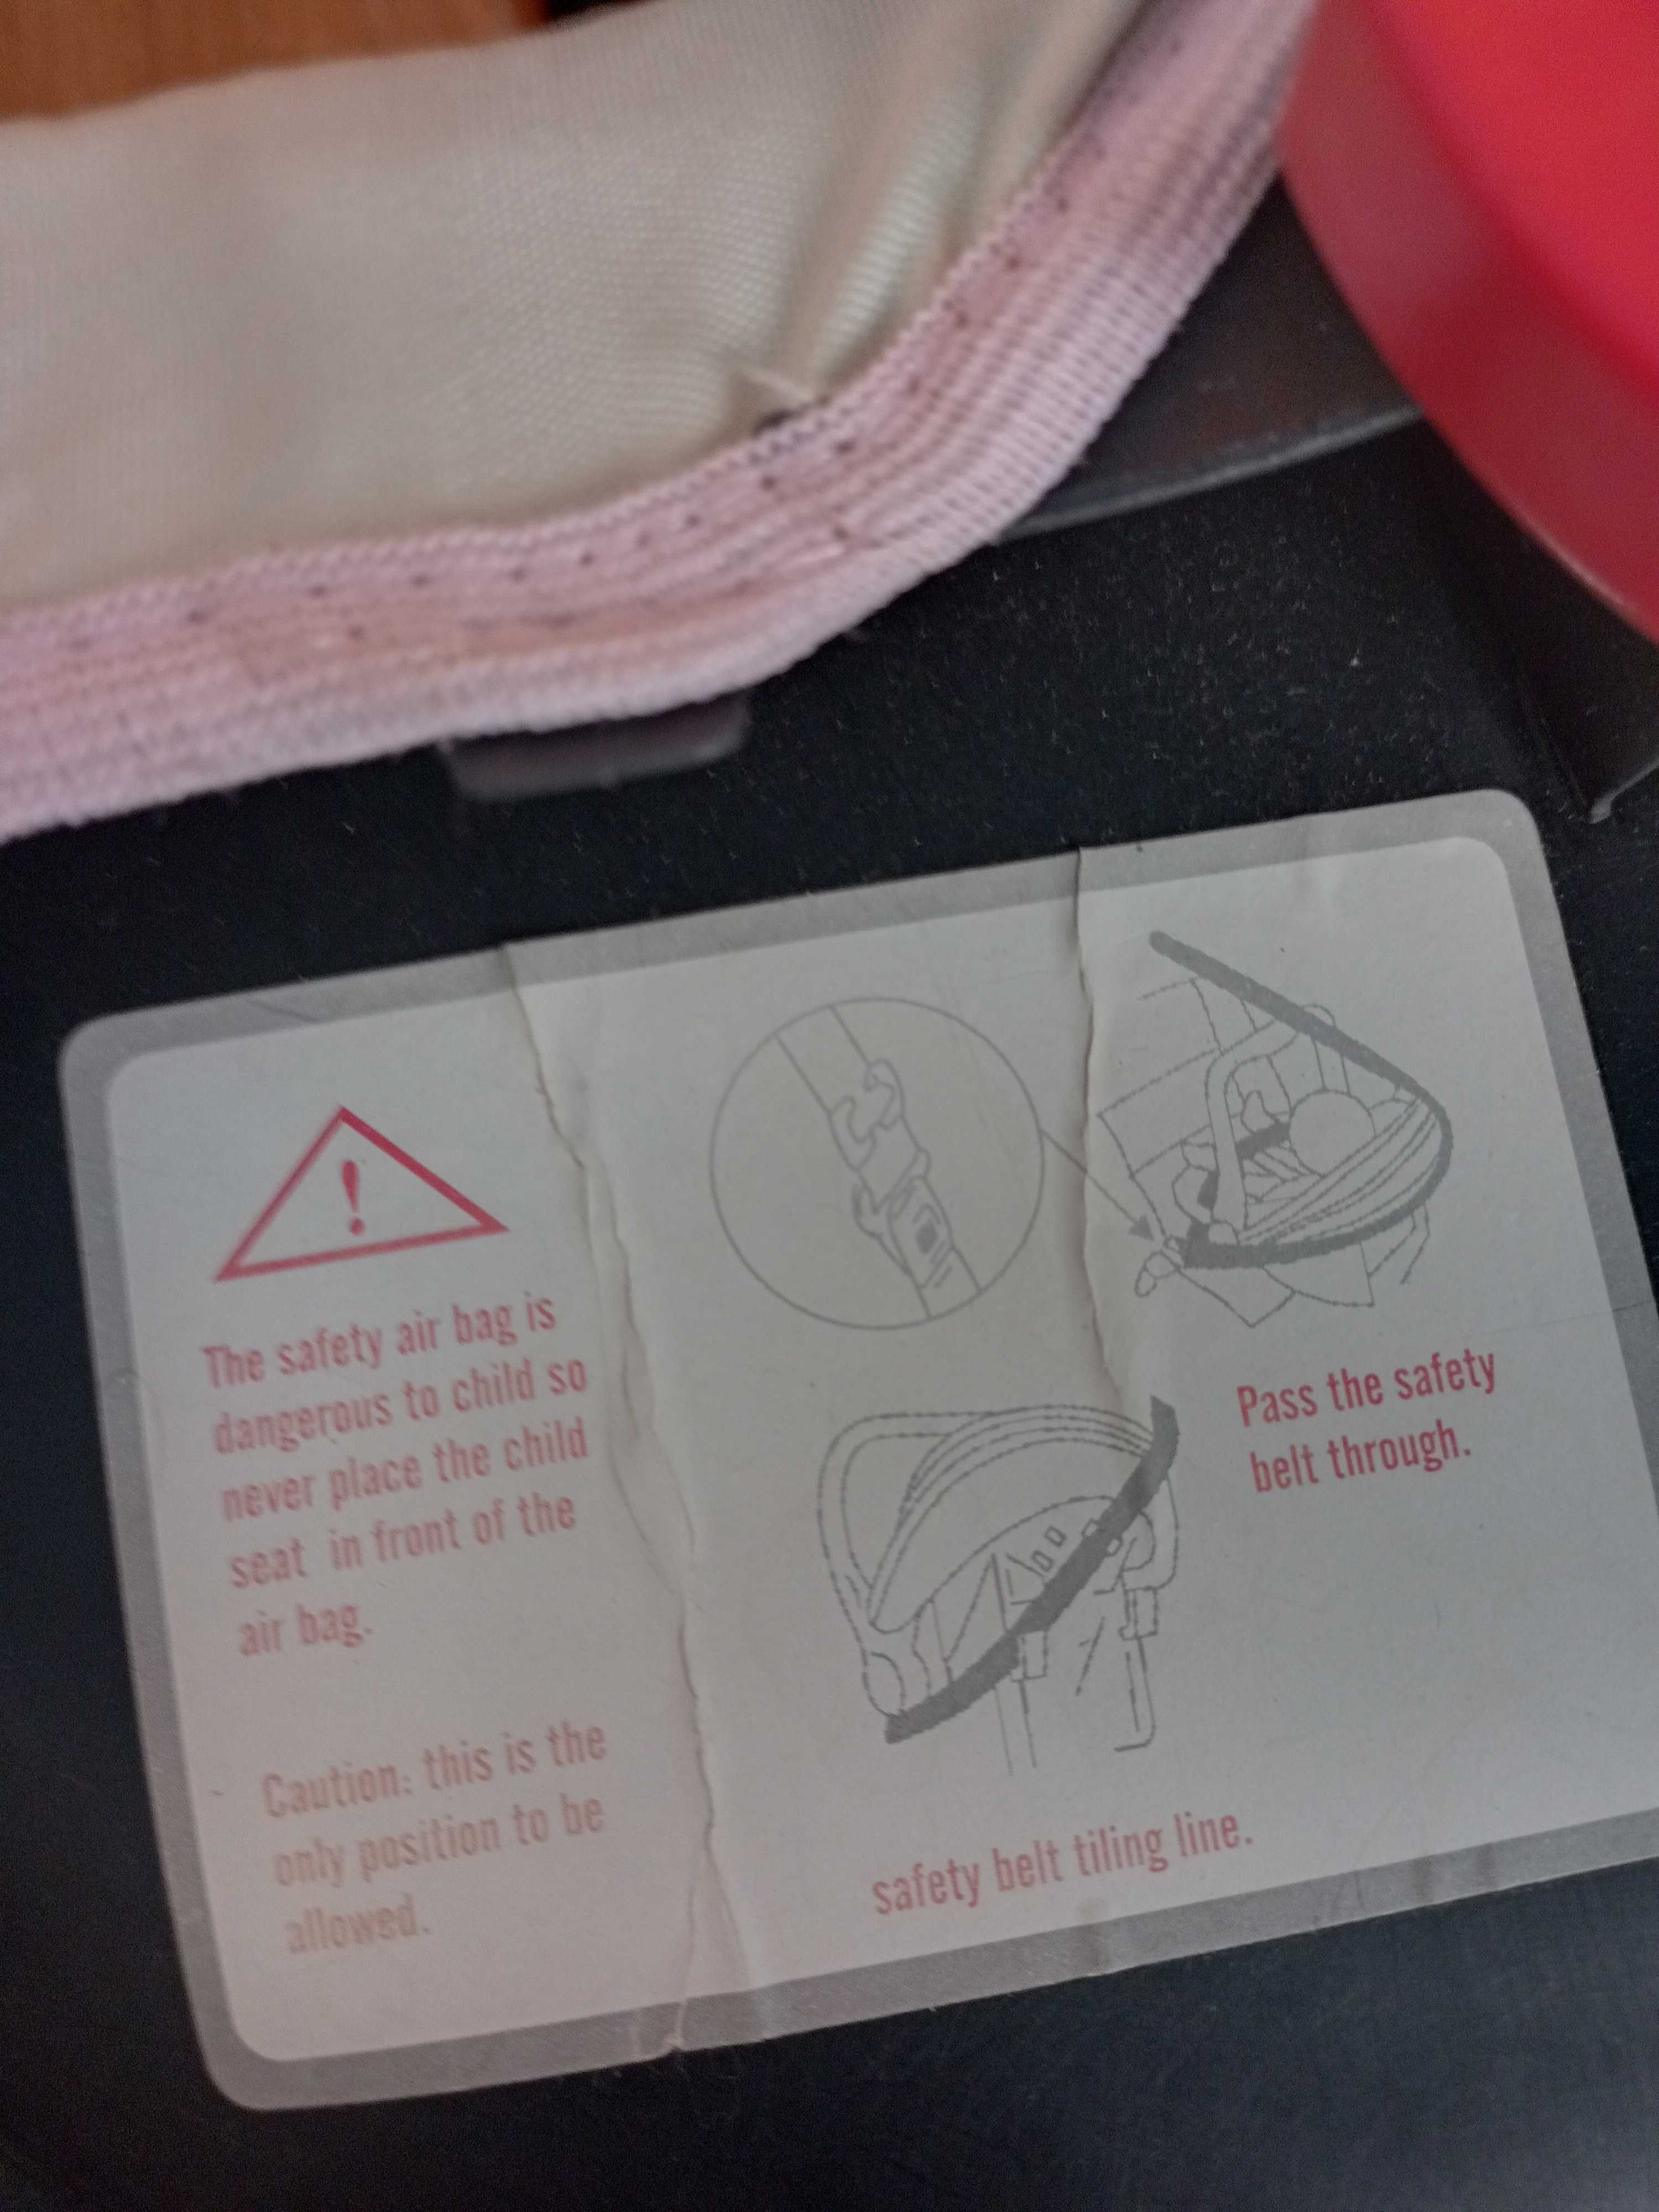 !
The safety air bag is
dangerous to child so
never place the child
seat in front of the
air bag.
Caution: this is the
only position to be
allowed.
Pass the safety
belt through.
safety belt tiling line.